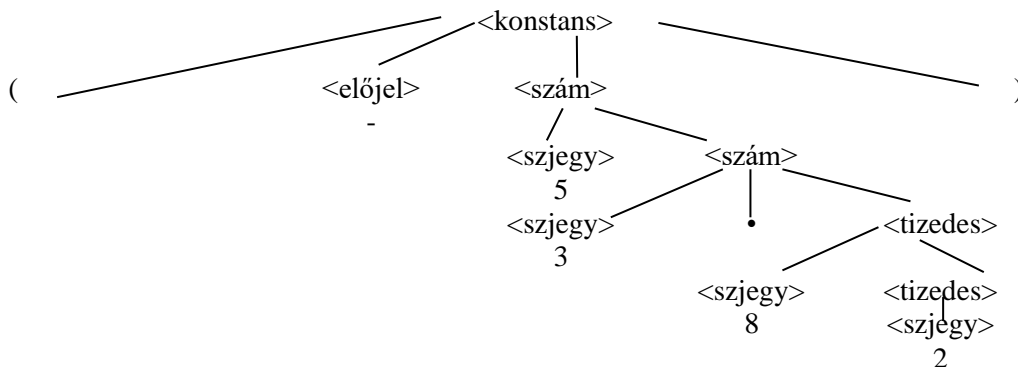 <konstans>
( <előjel> <szám> )
-
<szjegy> <szám>
5
<szjegy> • <tizedes>
3
<szjegy> <tizedes>
8 <szjegy>
2